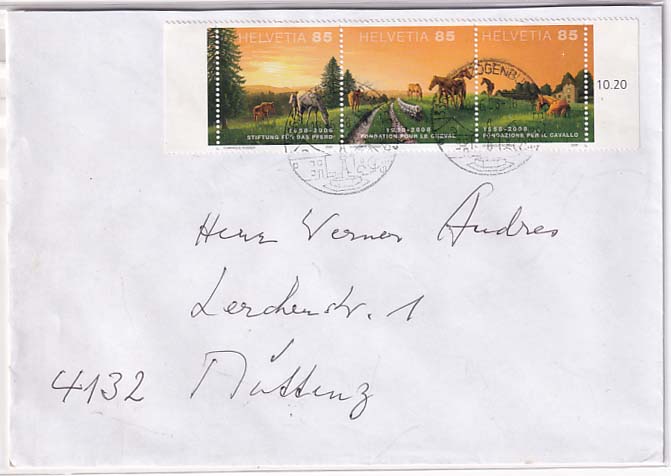 HELVETIA 85 HELVETIA 85 HELVETIA 85
10.20
1958-2008 1958-2008 1958-2008
STIFTUNG FÜR DAS PFERD FONDATION POUR LE CHEVAL FONDAZIONE PER IL CAVALLO
Herrn Werner Andres
Lerchenstr. 1
4132 Muttenz